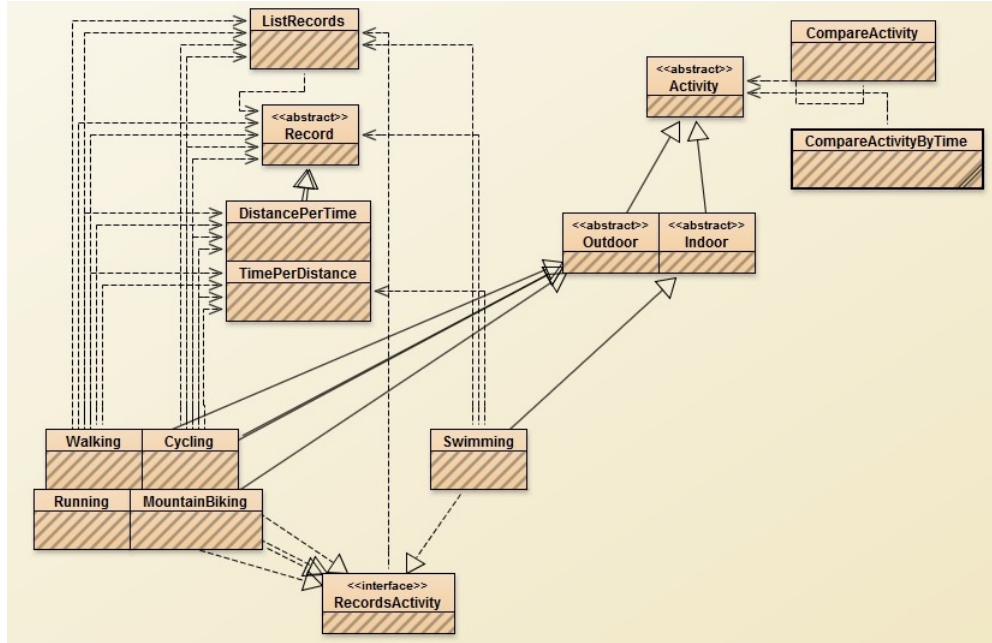 ListRecords
CompareActivity
<<abstract>>
Activity
<<abstract>>
Record
CompareActivityByTime
DistancePerTime
<<abstract>>
Outdoor
<<abstract>>
Indoor
TimePerDistance
Walking
Cycling
Swimming
Running
MountainBiking
<<interface>>
RecordsActivity